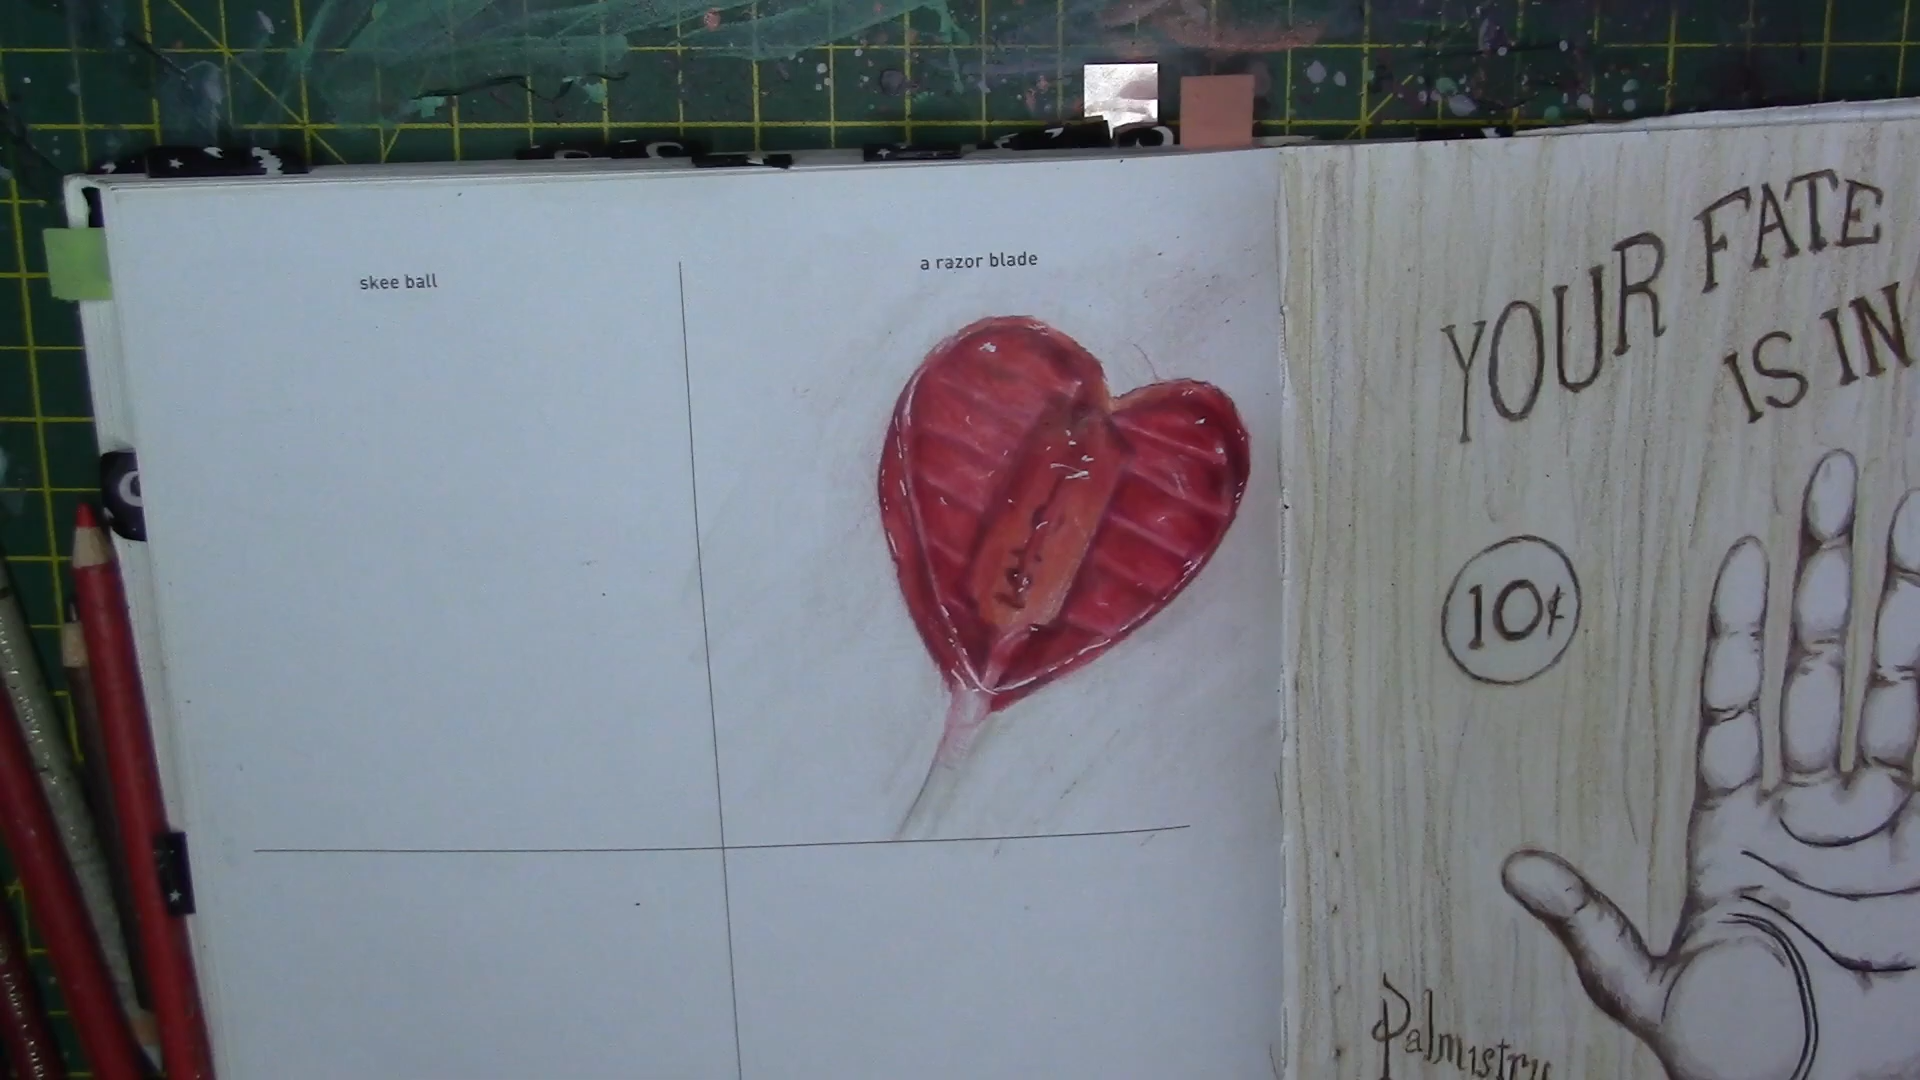 skee ball
a razor blade
YOUR FATE
IS IN
10¢
Palmistry